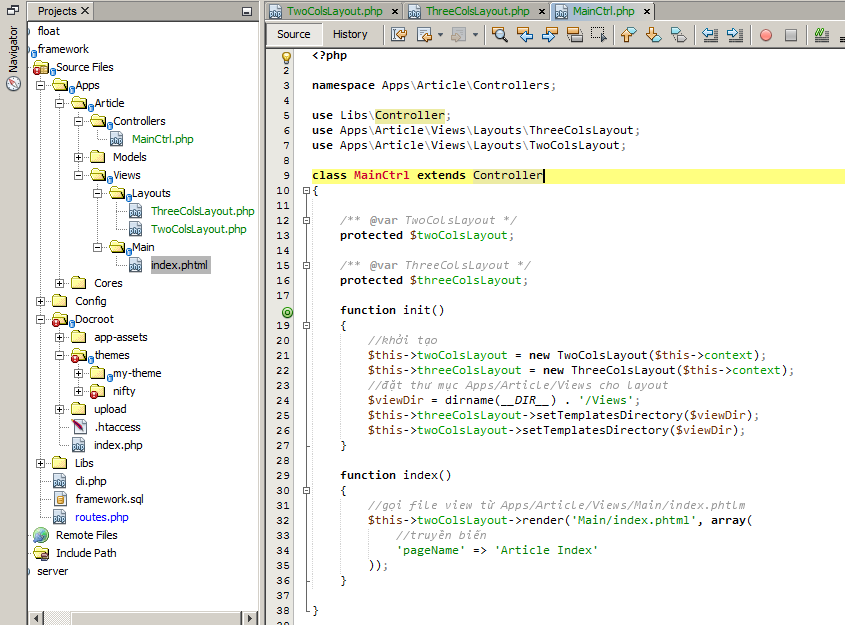 Navigator
Projects
float
framework
Source Files
Apps
Article
Controllers
MainCtrl.php
Models
Views
Layouts
ThreeColsLayout.php
TwoColsLayout.php
Main
index.phtml
Cores
Config
Docroot
app-assets
themes
my-theme
nifty
upload
.htaccess
index.php
Libs
cli.php
framework.sql
routes.php
Remote Files
Include Path
server
TwoColsLayout.php
ThreeColsLayout.php
MainCtrl.php
Source
History
<?php
2
3 namespace Apps\Article\Controllers;
4
5 use Libs\Controller;
6 use Apps\Article\Views\Layouts\ThreeColsLayout;
7 use Apps\Article\Views\Layouts\TwoColsLayout;
8
9 class MainCtrl extends Controller
10 {
11
12 /** @var TwoColsLayout */
13 protected $twoColsLayout;
14
15 /** @var ThreeColsLayout */
16 protected $threeColsLayout;
17
function init()
19 {
20 //khởi tạo
21 $this->twoColsLayout = new TwoColsLayout($this->context);
22 $this->threeColsLayout = new ThreeColsLayout($this->context);
23 //đặt thư mục Apps/Article/Views cho layout
24 $viewDir = dirname(__DIR__) . '/Views';
25 $this->threeColsLayout->setTemplatesDirectory($viewDir);
26 $this->twoColsLayout->setTemplatesDirectory($viewDir);
27 }
28
29 function index()
30 {
31 //gọi file view từ Apps/Article/Views/Main/index.phtlm
32 $this->twoColsLayout->render('Main/index.phtml', array(
33 //truyền biến
34 'pageName' => 'Article Index'
35 ));
36 }
37
38 }